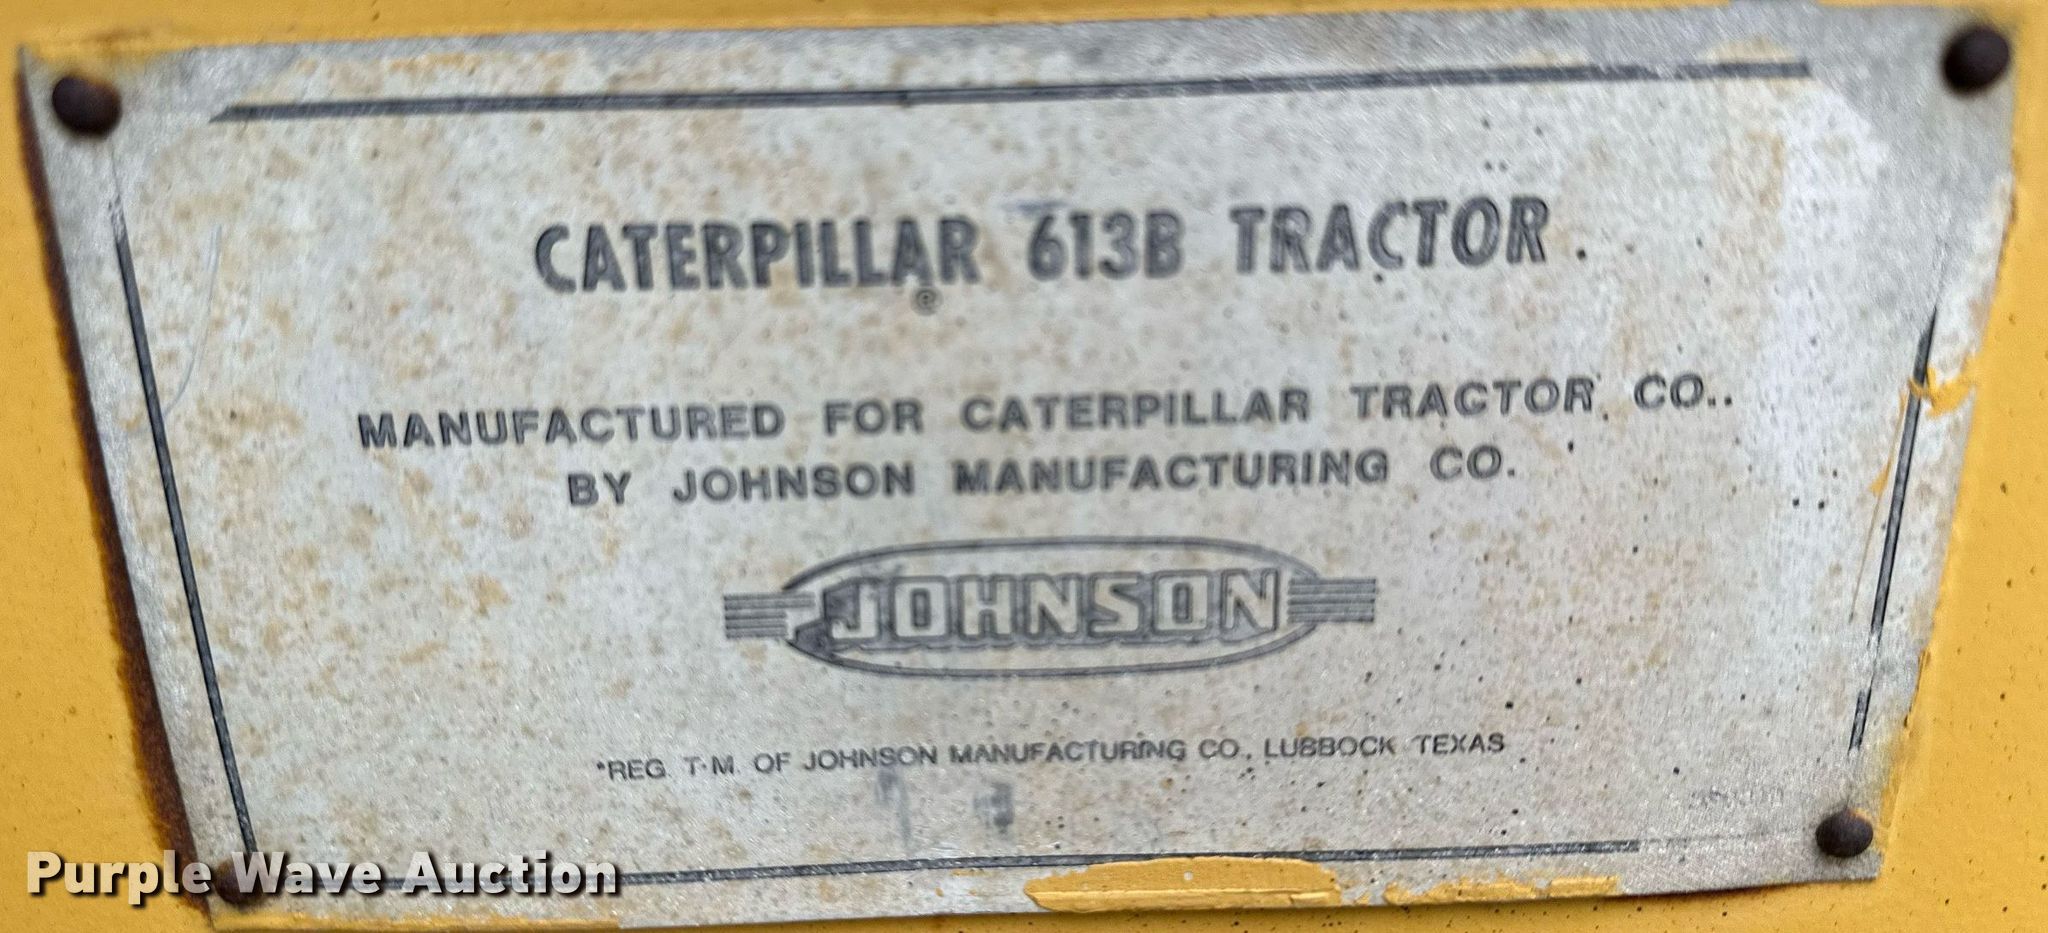 CATERPILLAR 613B TRACTOR
®
MANUFACTURED FOR CATERPILLAR TRACTOR CO..
BY JOHNSON MANUFACTURING CO.
JOHNSON
*REG. T.M. OF JOHNSON MANUFACTURING CO., LUBBOCK TEXAS
Purple Wave Auction